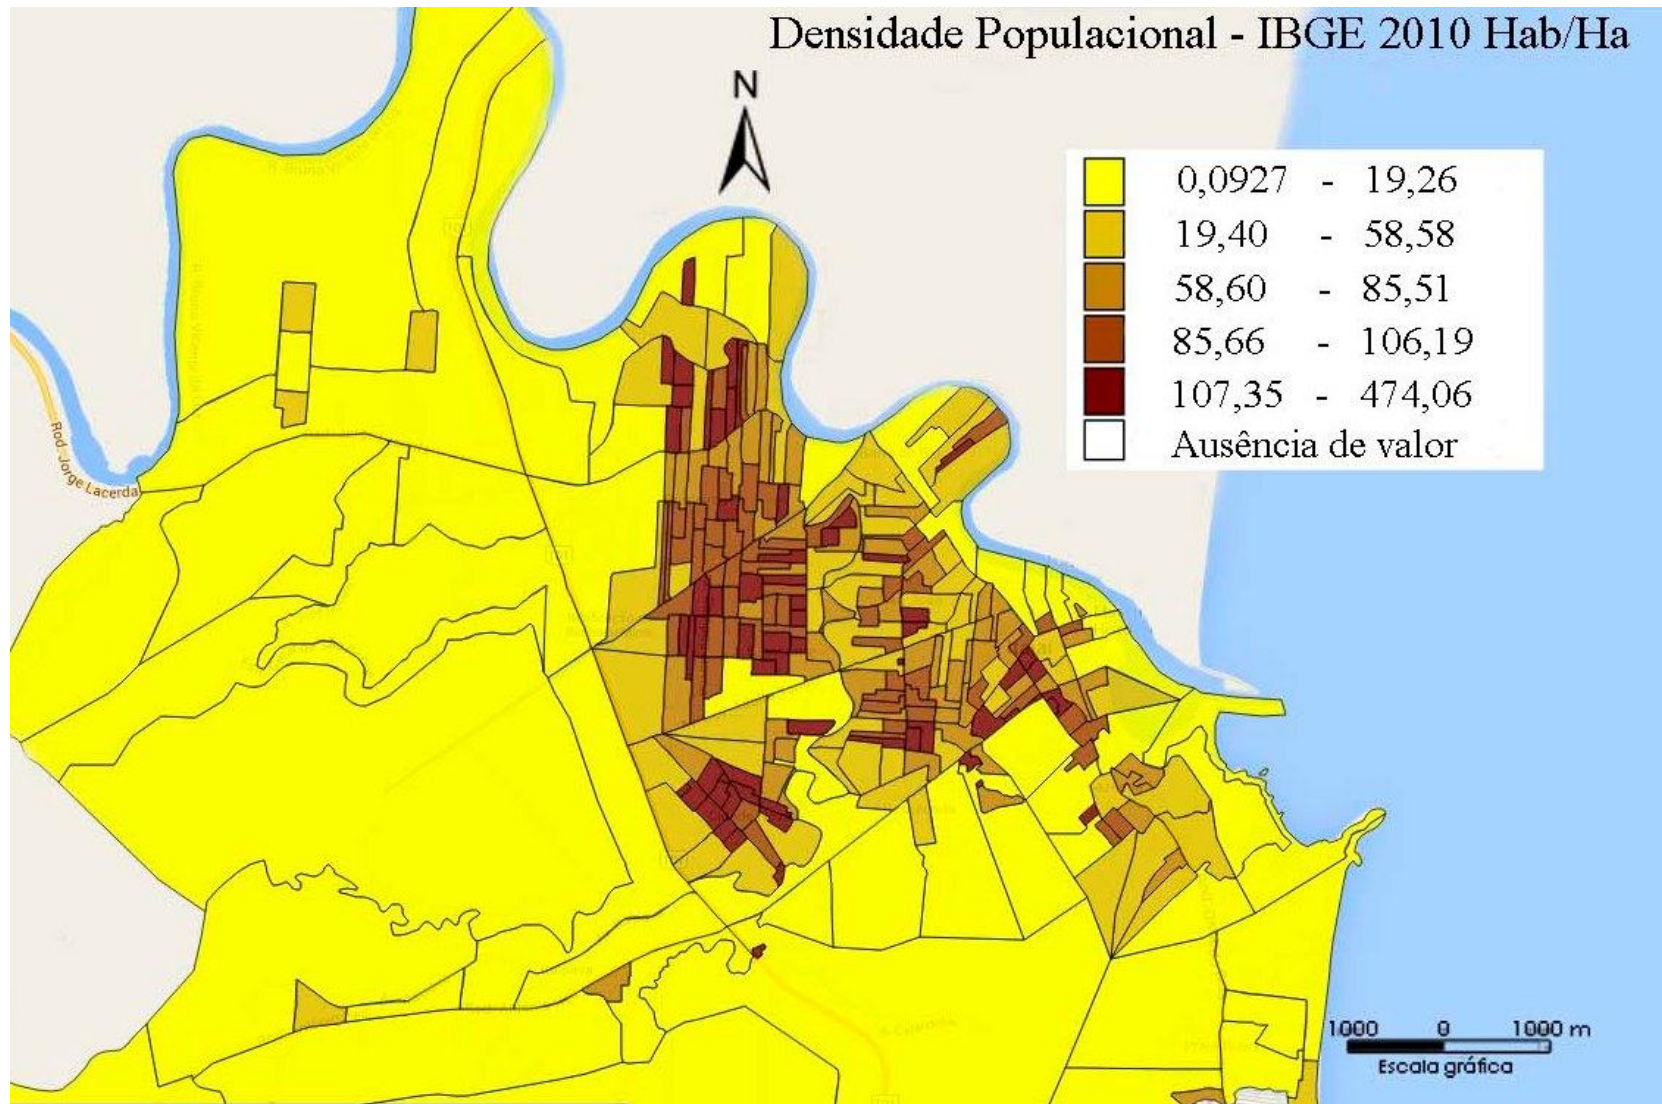 Densidade Populacional - IBGE 2010 Hab/Ha
N
0,0927 - 19,26
19,40 - 58,58
58,60 - 85,51
85,66 - 106,19
107,35 - 474,06
Ausência de valor
Rod. Jorge Lacerda
1000 0 1000 m
Escala gráfica